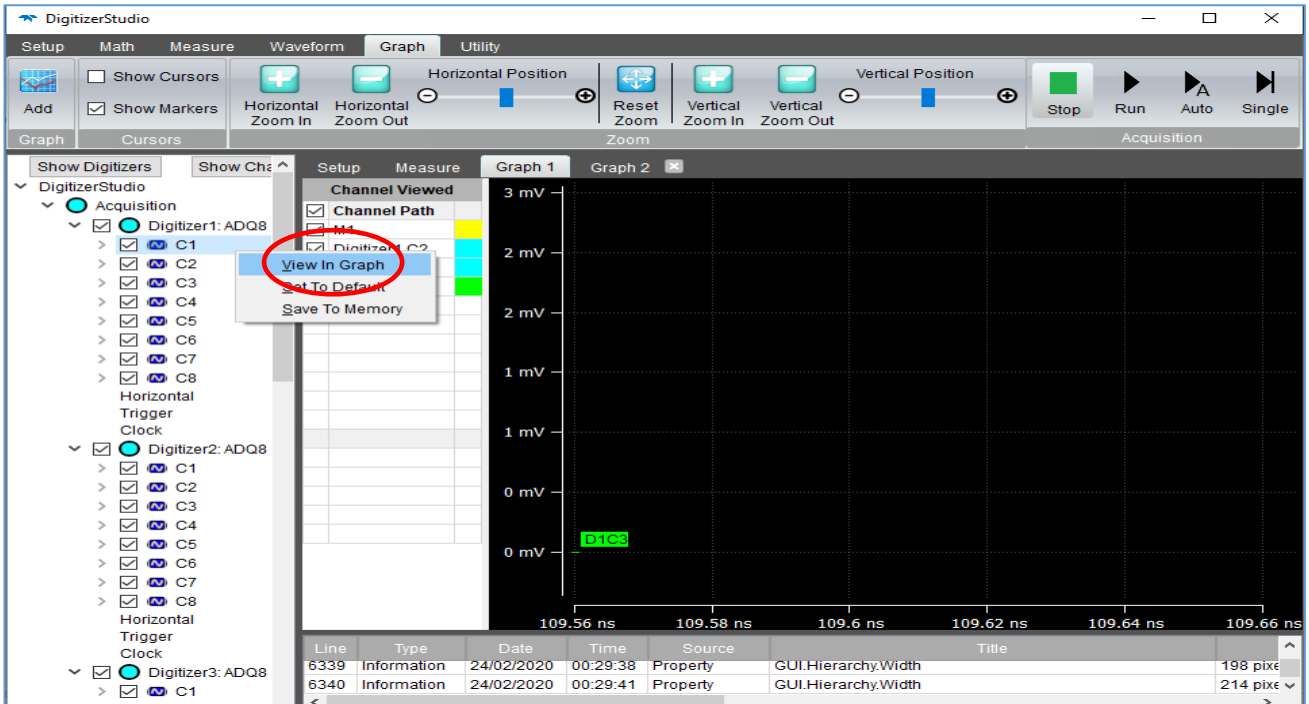 DigitizerStudio
Setup Math Measure Waveform Graph Utility
Add
Graph
Show Cursors
Show Markers
Cursors
Horizontal Zoom In
Horizontal Zoom Out
Horizontal Position
Reset Zoom
Vertical Zoom In
Vertical Zoom Out
Vertical Position
Zoom
Stop
Run
A
Auto
Single
Acquisition
Show Digitizers Show Cha
DigitizerStudio
Acquisition
Digitizer1: ADQ8
C1
C2
C3
C4
C5
C6
C7
C8
Horizontal
Trigger
Clock
Digitizer2: ADQ8
C1
C2
C3
C4
C5
C6
C7
C8
Horizontal
Trigger
Clock
Digitizer3: ADQ8
C1
View In Graph
Set To Default
Save To Memory
Setup Measure Graph 1 Graph 2
Channel Viewed
Channel Path
M1
Digitizer1.C2
3 mV
2 mV
2 mV
1 mV
1 mV
0 mV
0 mV
D1C3
109.56 ns 109.58 ns 109.6 ns 109.62 ns 109.64 ns 109.66 ns
Line Type Date Time Source Title
6339 Information 24/02/2020 00:29:38 Property GUI.Hierarchy.Width 198 pixe
6340 Information 24/02/2020 00:29:41 Property GUI.Hierarchy.Width 214 pixe